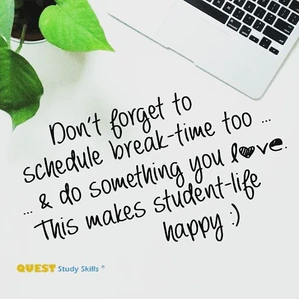 Don't forget to
schedule break-time too ...
... & do something you love.
This makes student-life
happy :)
QUEST Study Skills ®